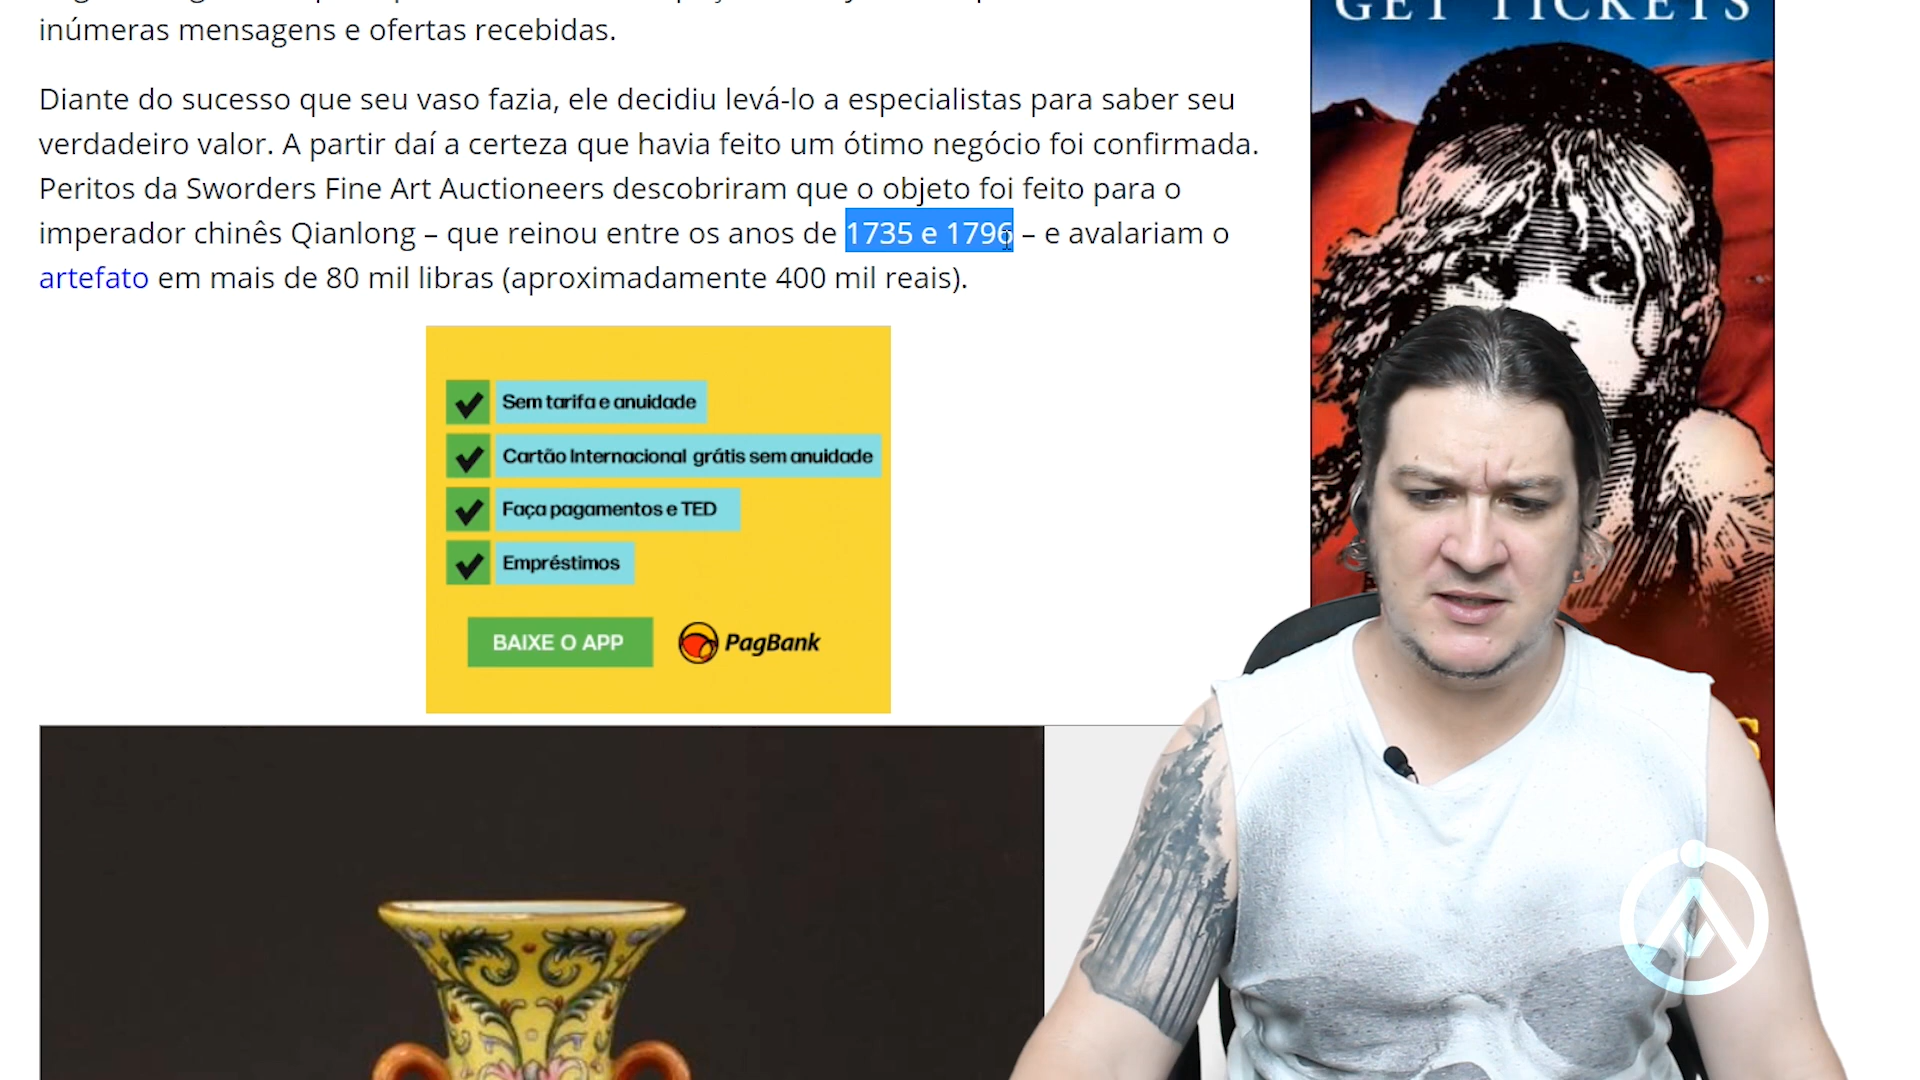 GET TICKETS
inúmeras mensagens e ofertas recebidas.
Diante do sucesso que seu vaso fazia, ele decidiu levá-lo a especialistas para saber seu
verdadeiro valor. A partir daí a certeza que havia feito um ótimo negócio foi confirmada.
Peritos da Sworders Fine Art Auctioneers descobriram que o objeto foi feito para o
imperador chinês Qianlong – que reinou entre os anos de 1735 e 1796 – e avalariam o
artefato em mais de 80 mil libras (aproximadamente 400 mil reais).
Sem tarifa e anuidade
Cartão Internacional grátis sem anuidade
Faça pagamentos e TED
Empréstimos
BAIXE O APP
PagBank